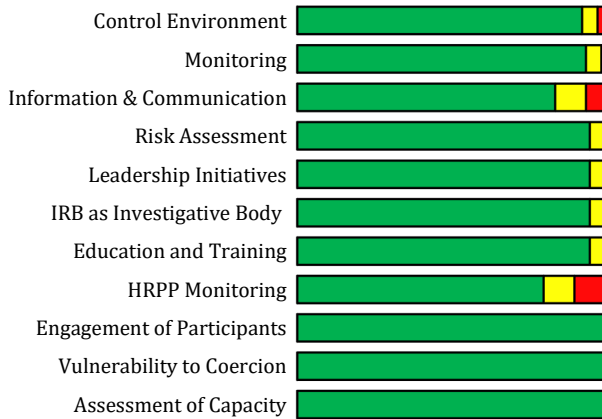 Control Environment
Monitoring
Information & Communication
Risk Assessment
Leadership Initiatives
IRB as Investigative Body
Education and Training
HRPP Monitoring
Engagement of Participants
Vulnerability to Coercion
Assessment of Capacity